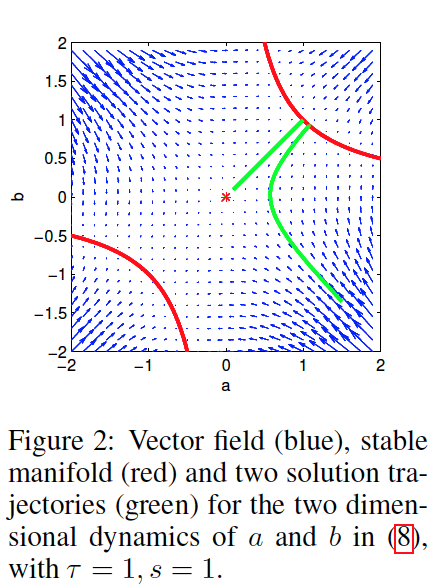 2
1.5
1
0.5
0
−0.5
−1
−1.5
−2
b
−2 −1 0 1 2
a
Figure 2: Vector field (blue), stable
manifold (red) and two solution tra-
jectories (green) for the two dimen-
sional dynamics of a and b in (8),
with τ = 1, s = 1.